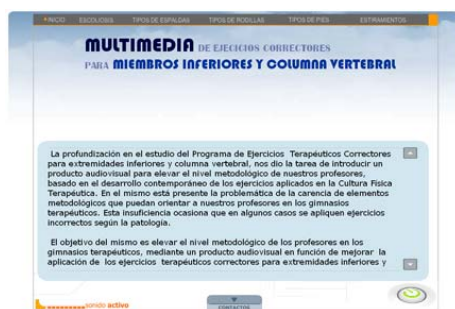 INICIO ESCOLIOSIS TIPOS DE ESPALDAS TIPOS DE RODILLAS TIPOS DE PIES ESTIRAMIENTOS
MULTIMEDIA DE EJECICIOS CORRECTORES
PARA MIEMBROS INFERIORES Y COLUMNA VERTEBRAL
La profundización en el estudio del Programa de Ejercicios Terapéuticos Correctores
para extremidades inferiores y columna vertebral, nos dio la tarea de introducir un
producto audiovisual para elevar el nivel metodológico de nuestros profesores,
basado en el desarrollo contemporáneo de los ejercicios aplicados en la Cultura Física
Terapéutica. En el mismo está presente la problemática de la carencia de elementos
metodológicos que puedan orientar a nuestros profesores en los gimnasios
terapéuticos. Esta insuficiencia ocasiona que en algunos casos se apliquen ejercicios
incorrectos según la patología.
El objetivo del mismo es elevar el nivel metodológico de los profesores en los
gimnasios terapéuticos, mediante un producto audiovisual en función de mejorar la
aplicación de los ejercicios terapéuticos correctores para extremidades inferiores y
sonido activo
CONTACTOS